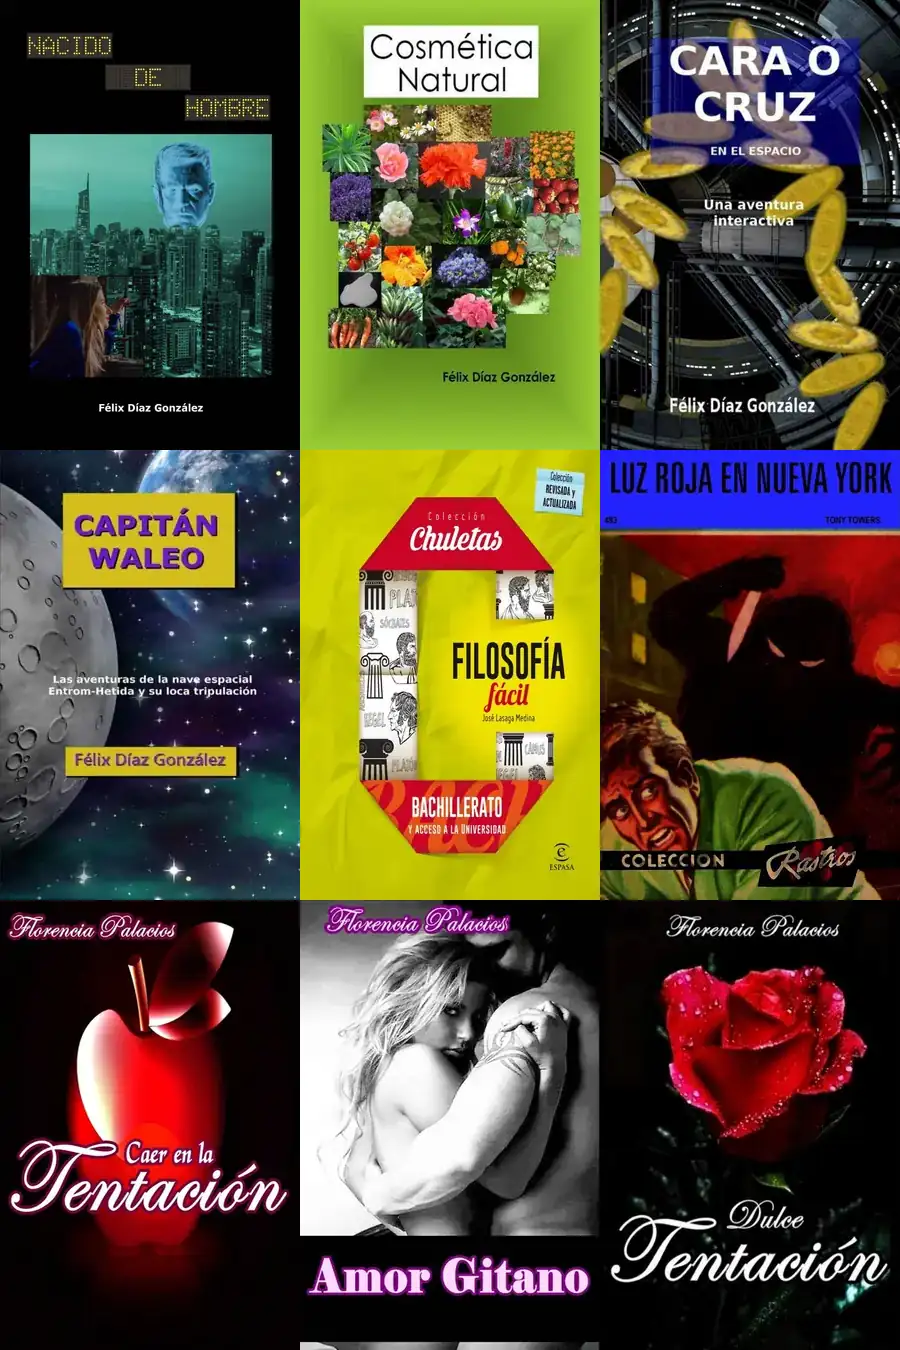 NACIDO
DE
HOMBRE
Félix Díaz González
Cosmética
Natural
Félix Díaz González
CARA O
CRUZ
EN EL ESPACIO
Una aventura
interactiva
Félix Díaz González
CAPITÁN
WALEO
Las aventuras de la nave espacial
Entrom-Hetida y su loca tripulación
Félix Díaz González
Colección
REVISADA y
ACTUALIZADA
Colección
Chuletas
SÓCRATES
HEGEL
PLATÓN
FILOSOFÍA
fácil
José Lasaga Medina
BACHILLERATO
Y ACCESO A LA UNIVERSIDAD
e
ESPASA
LUZ ROJA EN NUEVA YORK
TONY TOWERS
COLECCION
Rastros
Florencia Palacios
Caer en la
Tentación
Florencia Palacios
Amor Gitano
Florencia Palacios
Dulce
Tentación